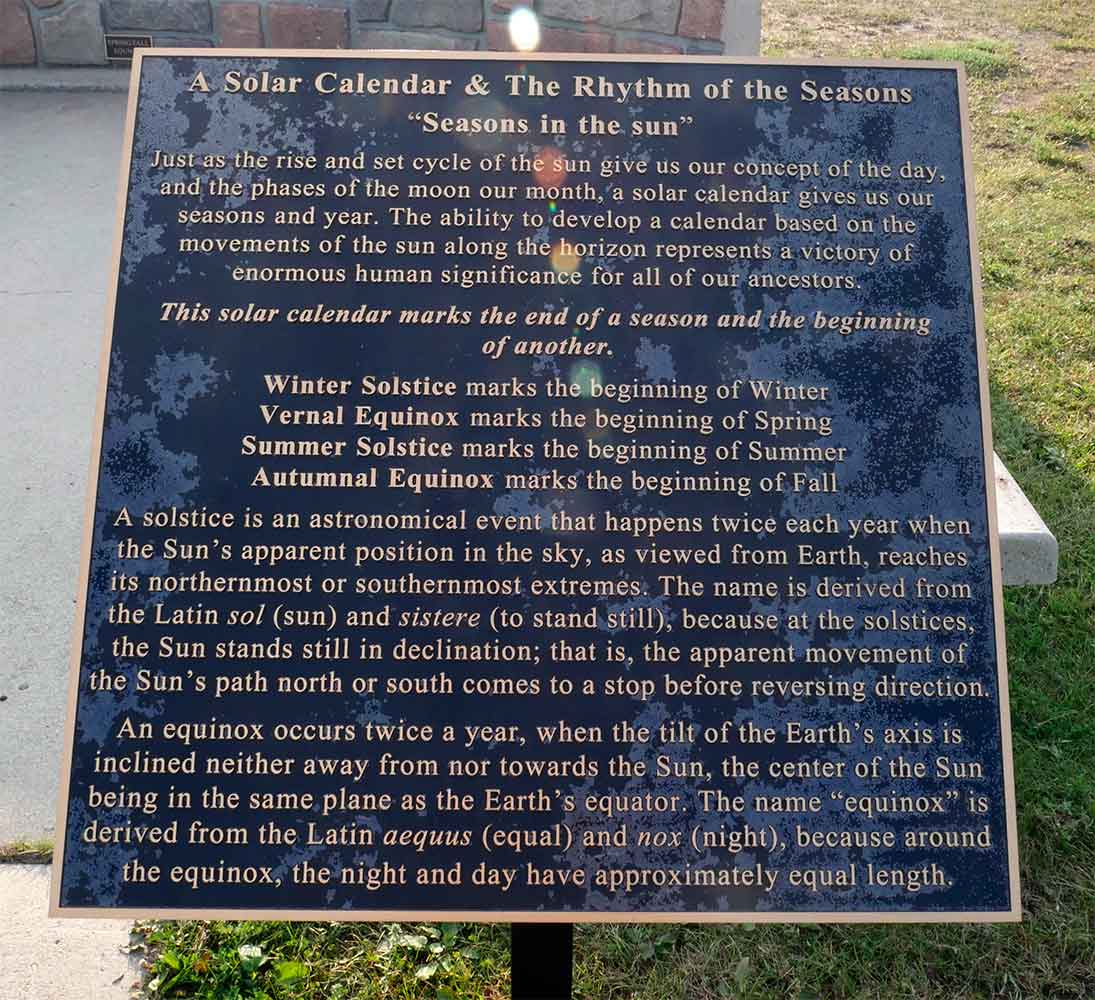 SPRING/FALL
A Solar Calendar & The Rhythm of the Seasons
“Seasons in the sun”
Just as the rise and set cycle of the sun give us our concept of the day,
and the phases of the moon our month, a solar calendar gives us our
seasons and year. The ability to develop a calendar based on the
movements of the sun along the horizon represents a victory of
enormous human significance for all of our ancestors.
This solar calendar marks the end of a season and the beginning
of another.
Winter Solstice marks the beginning of Winter
Vernal Equinox marks the beginning of Spring
Summer Solstice marks the beginning of Summer
Autumnal Equinox marks the beginning of Fall
A solstice is an astronomical event that happens twice each year when
the Sun’s apparent position in the sky, as viewed from Earth, reaches
its northernmost or southernmost extremes. The name is derived from
the Latin sol (sun) and sistere (to stand still), because at the solstices,
the Sun stands still in declination; that is, the apparent movement of
the Sun’s path north or south comes to a stop before reversing direction.
An equinox occurs twice a year, when the tilt of the Earth’s axis is
inclined neither away from nor towards the Sun, the center of the Sun
being in the same plane as the Earth’s equator. The name “equinox” is
derived from the Latin aequus (equal) and nox (night), because around
the equinox, the night and day have approximately equal length.